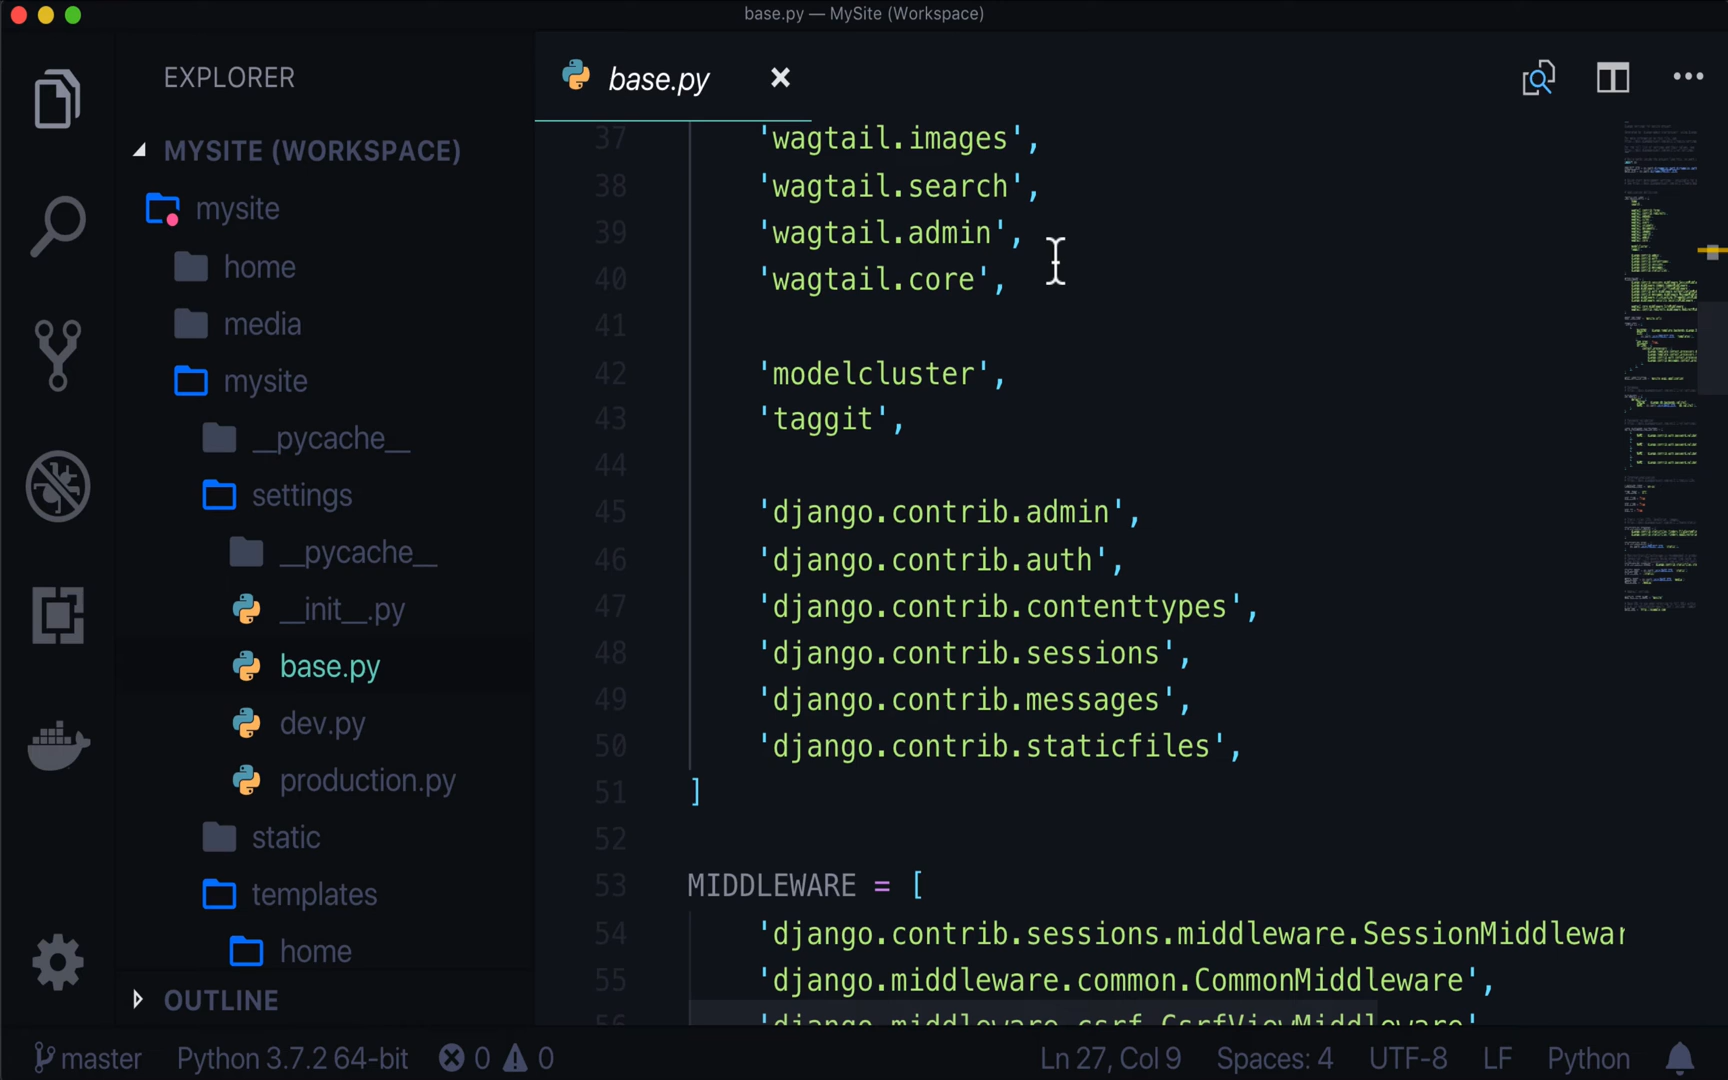 base.py — MySite (Workspace)
EXPLORER
MYSITE (WORKSPACE)
mysite
home
media
mysite
__pycache__
settings
__pycache__
__init__.py
base.py
dev.py
production.py
static
templates
home
OUTLINE
base.py
37 'wagtail.images',
38 'wagtail.search',
39 'wagtail.admin',
40 'wagtail.core',
41
42 'modelcluster',
43 'taggit',
44
45 'django.contrib.admin',
46 'django.contrib.auth',
47 'django.contrib.contenttypes',
48 'django.contrib.sessions',
49 'django.contrib.messages',
50 'django.contrib.staticfiles',
51 ]
52
53 MIDDLEWARE = [
54 'django.contrib.sessions.middleware.SessionMiddlewar
55 'django.middleware.common.CommonMiddleware',
56 'django.middleware.csrf.CsrfViewMiddleware',
master Python 3.7.2 64-bit 0 0 Ln 27, Col 9 Spaces: 4 UTF-8 LF Python